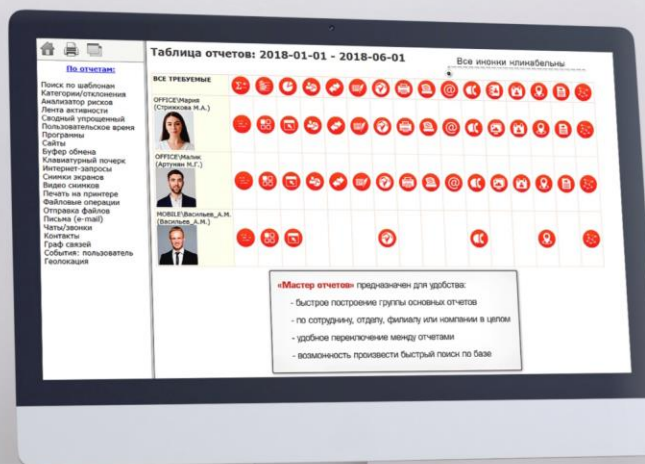 Таблица отчетов: 2018-01-01 - 2018-06-01
Все иконки кликабельны
По отчетам:
Поиск по шаблонам
Категории/отклонения
Анализатор рисков
Лента активности
Сводный упрощенный
Пользовательское время
Программы
Сайты
Буфер обмена
Клавиатурный почерк
Интернет-запросы
Снимки экранов
Видео снимков
Печать на принтере
Файловые операции
Отправка файлов
Письма (e-mail)
Чаты/звонки
Контакты
Граф связей
События: пользователь
Геолокация
ВСЕ ТРЕБУЕМЫЕ
OFFICE\Мария
(Стрижкова М.А.)
OFFICE\Малик
(Артунян М.Г.)
MOBILE\Васильев_А.М.
(Васильев_А.М.)
«Мастер отчетов» предназначен для удобства:
- быстрое построение группы основных отчетов
- по сотруднику, отделу, филиалу или компании в целом
- удобное переключение между отчетами
- возможность произвести быстрый поиск по базе